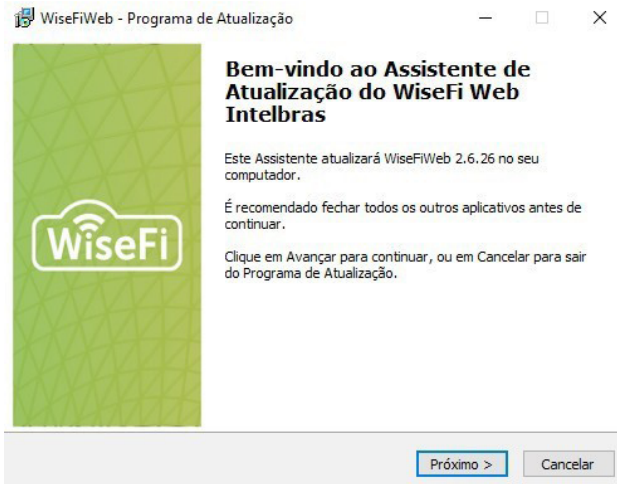 WiseFiWeb - Programa de Atualização
Bem-vindo ao Assistente de
Atualização do WiseFi Web
Intelbras
Este Assistente atualizará WiseFiWeb 2.6.26 no seu
computador.
É recomendado fechar todos os outros aplicativos antes de
continuar.
Clique em Avançar para continuar, ou em Cancelar para sair
do Programa de Atualização.
WiseFi
Próximo >
Cancelar